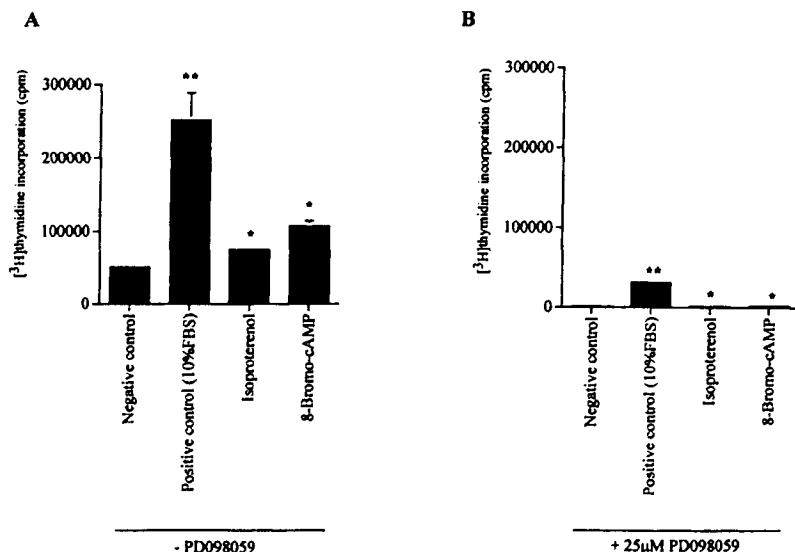 A
[3H]thymidine incorporation (cpm)
300000
200000
100000
0
**
*
*
Negative control
Positive control (10%FBS)
Isoproterenol
8-Bromo-cAMP
- PD098059
B
[3H]thymidine incorporation (cpm)
300000
200000
100000
0
**
*
*
Negative control
Positive control (10%FBS)
Isoproterenol
8-Bromo-cAMP
+ 25μM PD098059